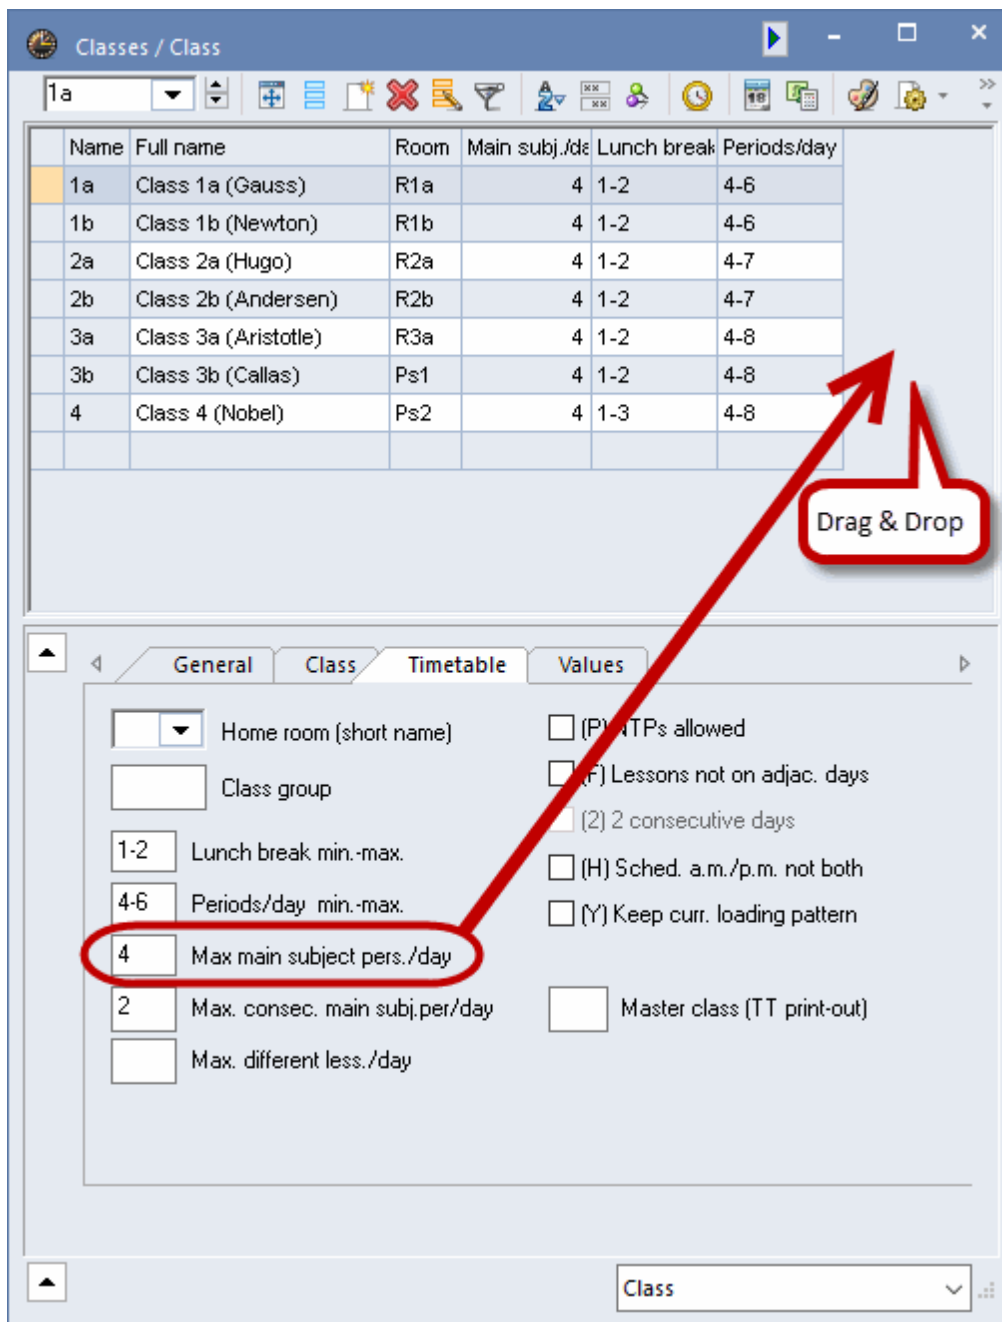 Classes / Class
1a
Name Full name Room Main subj./de Lunch break Periods/day
1a Class 1a (Gauss) R1a 4 1-2 4-6
1b Class 1b (Newton) R1b 4 1-2 4-6
2a Class 2a (Hugo) R2a 4 1-2 4-7
2b Class 2b (Andersen) R2b 4 1-2 4-7
3a Class 3a (Aristotle) R3a 4 1-2 4-8
3b Class 3b (Callas) Ps1 4 1-2 4-8
4 Class 4 (Nobel) Ps2 4 1-3 4-8
Drag & Drop
General Class Timetable Values
Home room (short name)
Class group
1-2 Lunch break min.-max.
4-6 Periods/day min.-max.
4 Max main subject pers./day
2 Max. consec. main subj.per/day
Max. different less./day
(P) NTPs allowed
(F) Lessons not on adjac. days
(2) 2 consecutive days
(H) Sched. a.m./p.m. not both
(Y) Keep curr. loading pattern
Master class (TT print-out)
Class